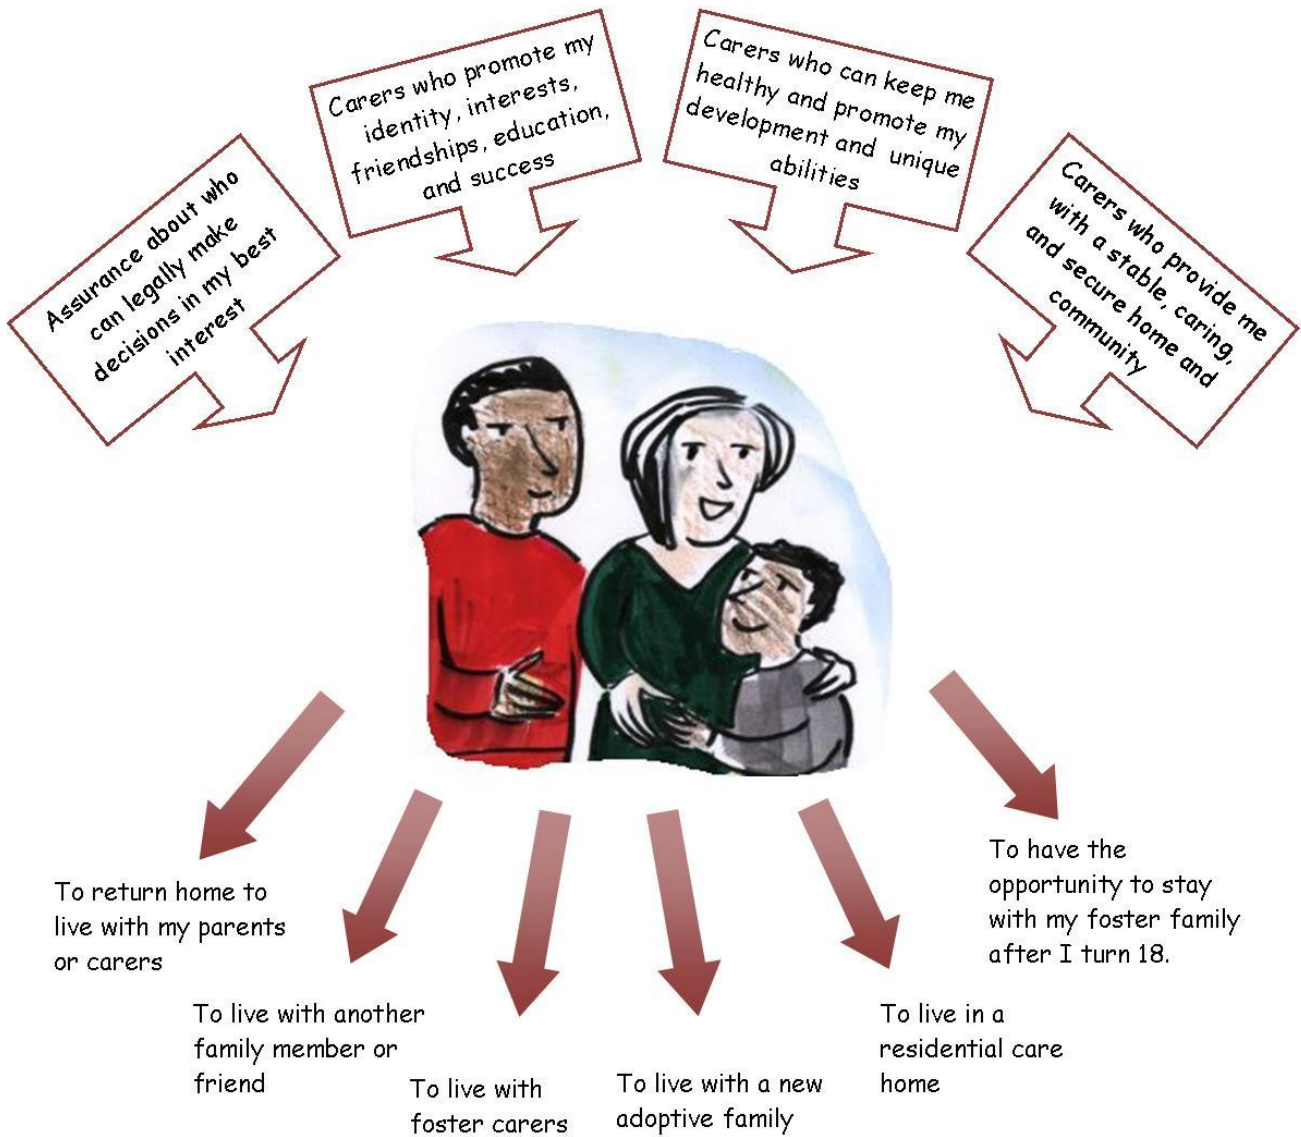 Assurance about who
can legally make
decisions in my best
interest
Carers who promote my
identity, interests,
friendships, education,
and success
Carers who can keep me
healthy and promote my
development and unique
abilities
Carers who provide me
with a stable, caring,
and secure home and
community
To return home to
live with my parents
or carers
To live with another
family member or
friend
To live with
foster carers
To live with a new
adoptive family
To live in a
residential care
home
To have the
opportunity to stay
with my foster family
after I turn 18.